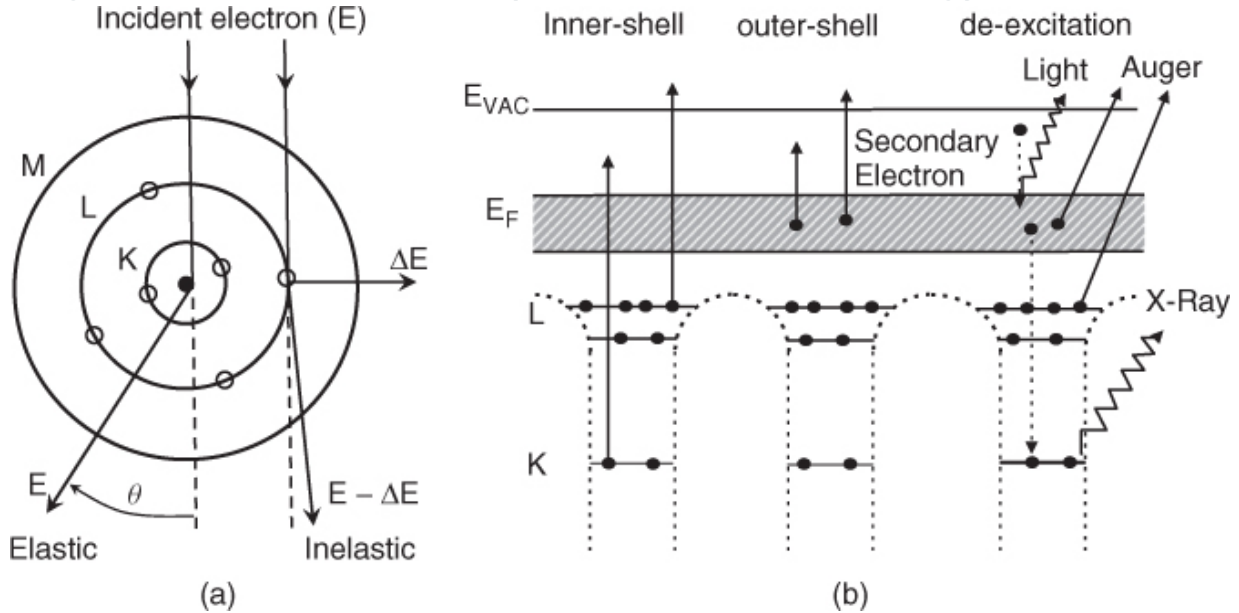 Incident electron (E)
M
L
K
ΔE
E
θ
E – ΔE
Elastic
Inelastic
(a)
Inner-shell
outer-shell
de-excitation
Light
Auger
E_VAC
Secondary
Electron
E_F
L
X-Ray
K
(b)